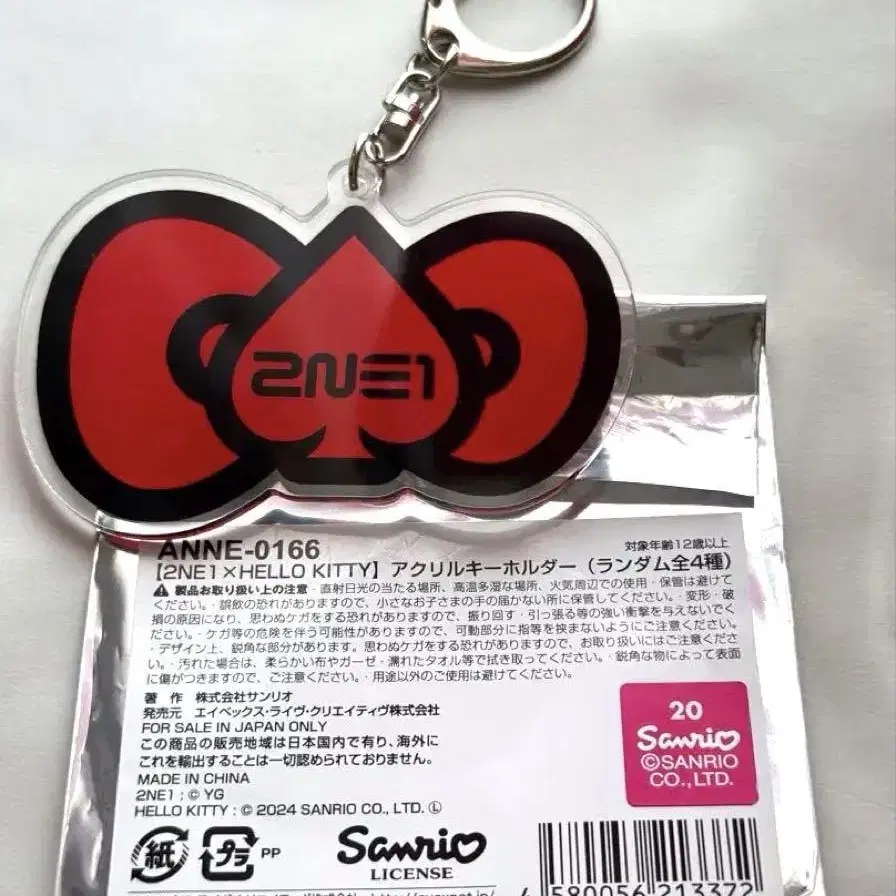 2NE1
ANNE-0166
対象年齢12歳以上
【2NE1×HELLO KITTY】アクリルキーホルダー（ランダム全4種）
製品お取り扱い上の注意・直射日光の当たる場所、高温多湿な場所、火気周辺での使用・保管は避けて
ください。・誤飲の恐れがありますので、小さなお子さまの手の届かない所に保管してください。・変形・破
損の原因になり、思わぬケガをする恐れがありますので、振り回す・引っ張る等の強い衝撃を与えないでく
ださい。・ケガ等の危険を伴う可能性がありますので、可動部分に指等を挟まないようにご注意ください。
・デザイン上、鋭角な部分があります。思わぬケガをする恐れがありますので、お取り扱いにはご注意くださ
い。・汚れた場合は、柔らかい布やガーゼ・濡れたタオル等で拭き取ってください。・鋭角な物によって表面
に傷がつきますので、ご注意ください。・用途以外のご使用は避けてください。
著 作 株式会社サンリオ
発売元 エイベックス・ライヴ・クリエイティヴ株式会社
FOR SALE IN JAPAN ONLY
この商品の販売地域は日本国内で有り、海外に
これを輸出することは一切認められておりません。
MADE IN CHINA
2NE1 : © YG
HELLO KITTY : © 2024 SANRIO CO., LTD. Ⓛ
20
Sanrio
©SANRIO
CO.,LTD.
紙
プラ
PP
Sanrio
LICENSE
4 580056 213372